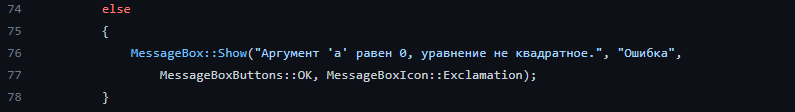 74 else
75 {
76 MessageBox::Show("Аргумент 'a' равен 0, уравнение не квадратное.", "Ошибка",
77 MessageBoxButtons::OK, MessageBoxIcon::Exclamation);
78 }